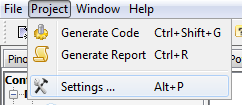 File Project Window Help
Generate Code Ctrl+Shift+G
Generate Report Ctrl+R
Settings ... Alt+P